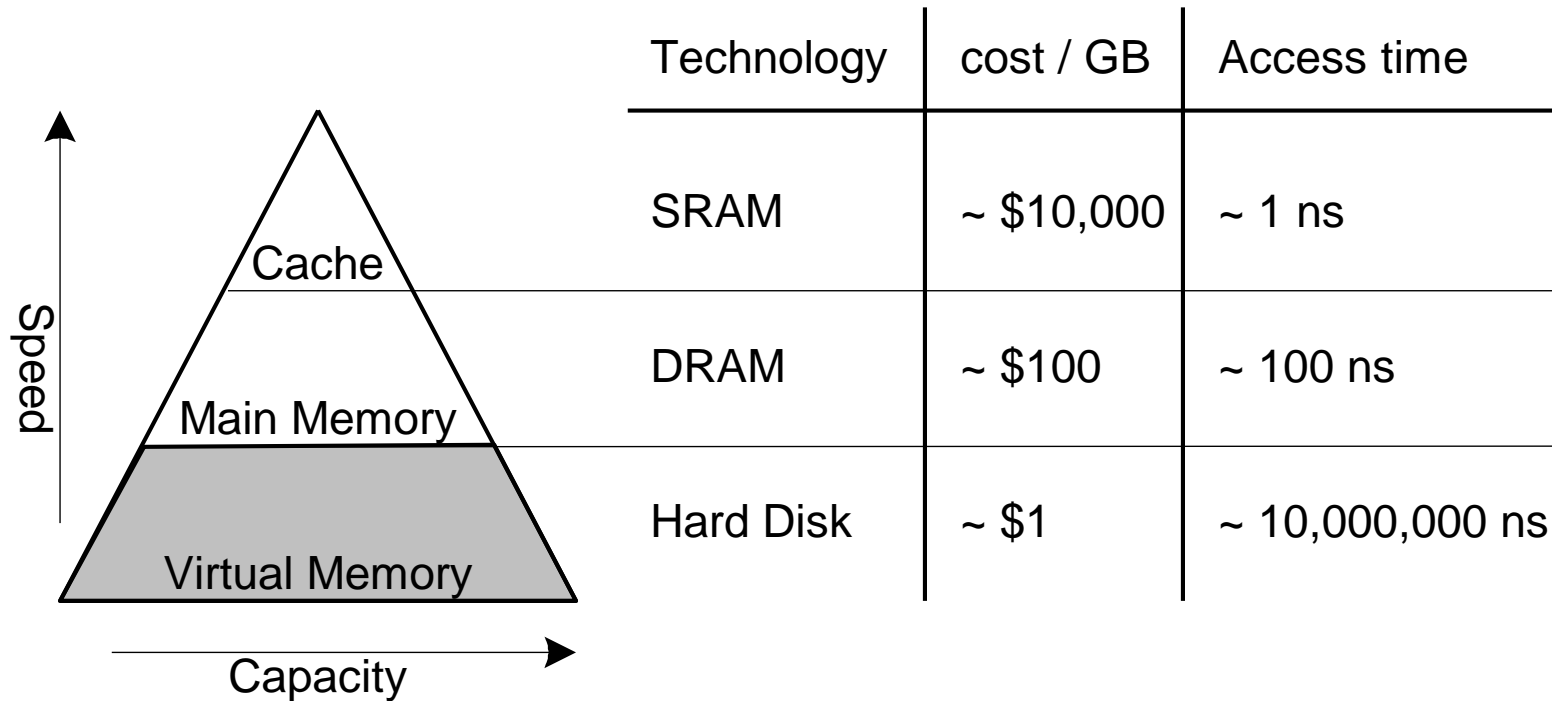 Technology cost / GB Access time
SRAM ~ $10,000 ~ 1 ns
Cache
Speed
DRAM ~ $100 ~ 100 ns
Main Memory
Hard Disk ~ $1 ~ 10,000,000 ns
Virtual Memory
Capacity